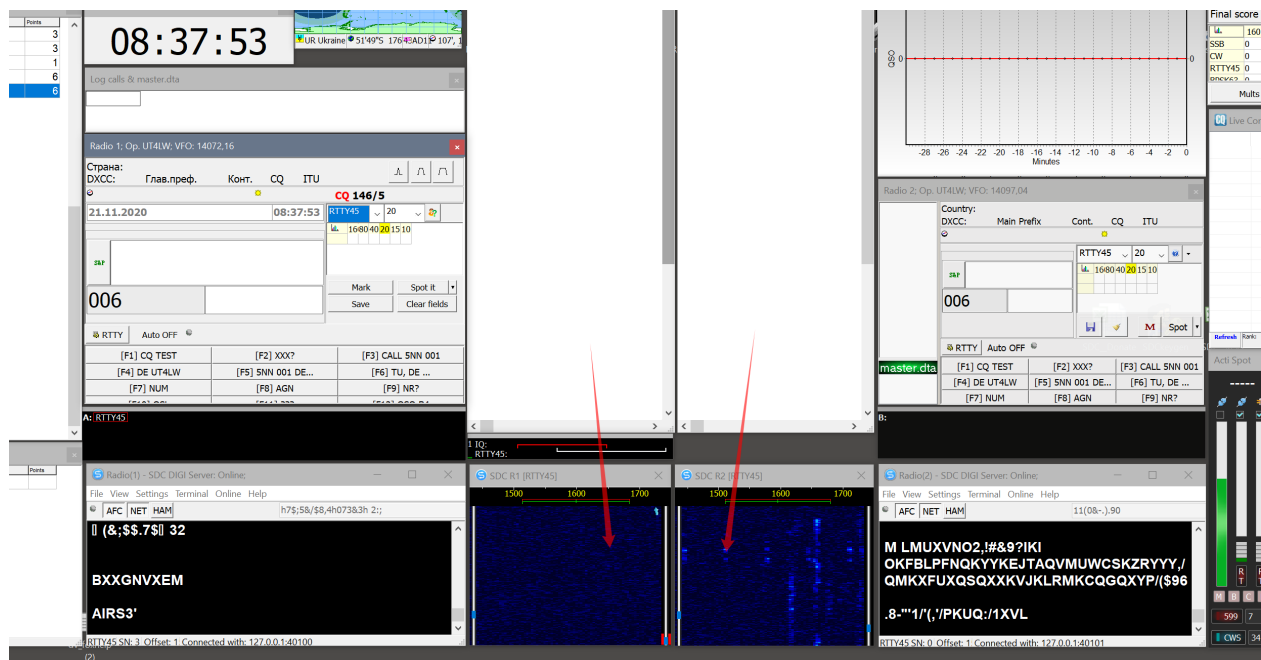 Points
3
3
1
6
6
08:37:53
UR Ukraine
51'49"S
107', 1
Log calls & master.dta
Radio 1; Op. UT4LW; VFO: 14072,16
Страна:
DXCC: Глав.преф. Конт. CQ ITU
CQ 146/5
21.11.2020 08:37:53 RTTY45 20
160 80 40 20 15 10
S&P
Mark Spot it
006
Save Clear fields
RTTY Auto OFF
[F1] CQ TEST [F2] XXX? [F3] CALL 5NN 001
[F4] DE UT4LW [F5] 5NN 001 DE... [F6] TU, DE ...
[F7] NUM [F8] AGN [F9] NR?
A: RTTY45
1 IQ:
RTTY45:
QSO 0 0
-28 -26 -24 -22 -20 -18 -16 -14 -12 -10 -8 -6 -4 -2 0
Minutes
Radio 2; Op. UT4LW; VFO: 14097,04
Country:
DXCC: Main Prefix Cont. CQ ITU
RTTY45 20
160 80 40 20 15 10
S&P
006
M Spot
RTTY Auto OFF
master.dta
[F1] CQ TEST [F2] XXX? [F3] CALL 5NN 001
[F4] DE UT4LW [F5] 5NN 001 DE... [F6] TU, DE ...
[F7] NUM [F8] AGN [F9] NR?
B:
Final score
160
SSB 0
CW 0
RTTY45 0
Mults
Live Con
Refresh Rank:
Acti Spot
-----
R
T
M B C
599 7
CWS 34
Points
Radio(1) - SDC DIGI Server: Online;
File View Settings Terminal Online Help
AFC NET HAM h7$;5&/$8,4h073&3h 2:;
(&;$$.7$ 32
BXXGNVXEM
AIRS3'
RTTY45 SN: 3 Offset: 1 Connected with: 127.0.0.1:40100
(2)
SDC R1 [RTTY45]
1500 1600 1700
SDC R2 [RTTY45]
1500 1600 1700
Radio(2) - SDC DIGI Server: Online;
File View Settings Terminal Online Help
AFC NET HAM 11(0&-.).90
M LMUXVNO2,!#&9?IKI
OKFBLPFNQKYYKEJTAQVMUWCSKZRYYY,/
QMKXFUXQSQXXKVJKLRMKCQGQXYP/($96
.8-"'1/'(,'/PKUQ:/1XVL
RTTY45 SN: 0 Offset: 1 Connected with: 127.0.0.1:40101